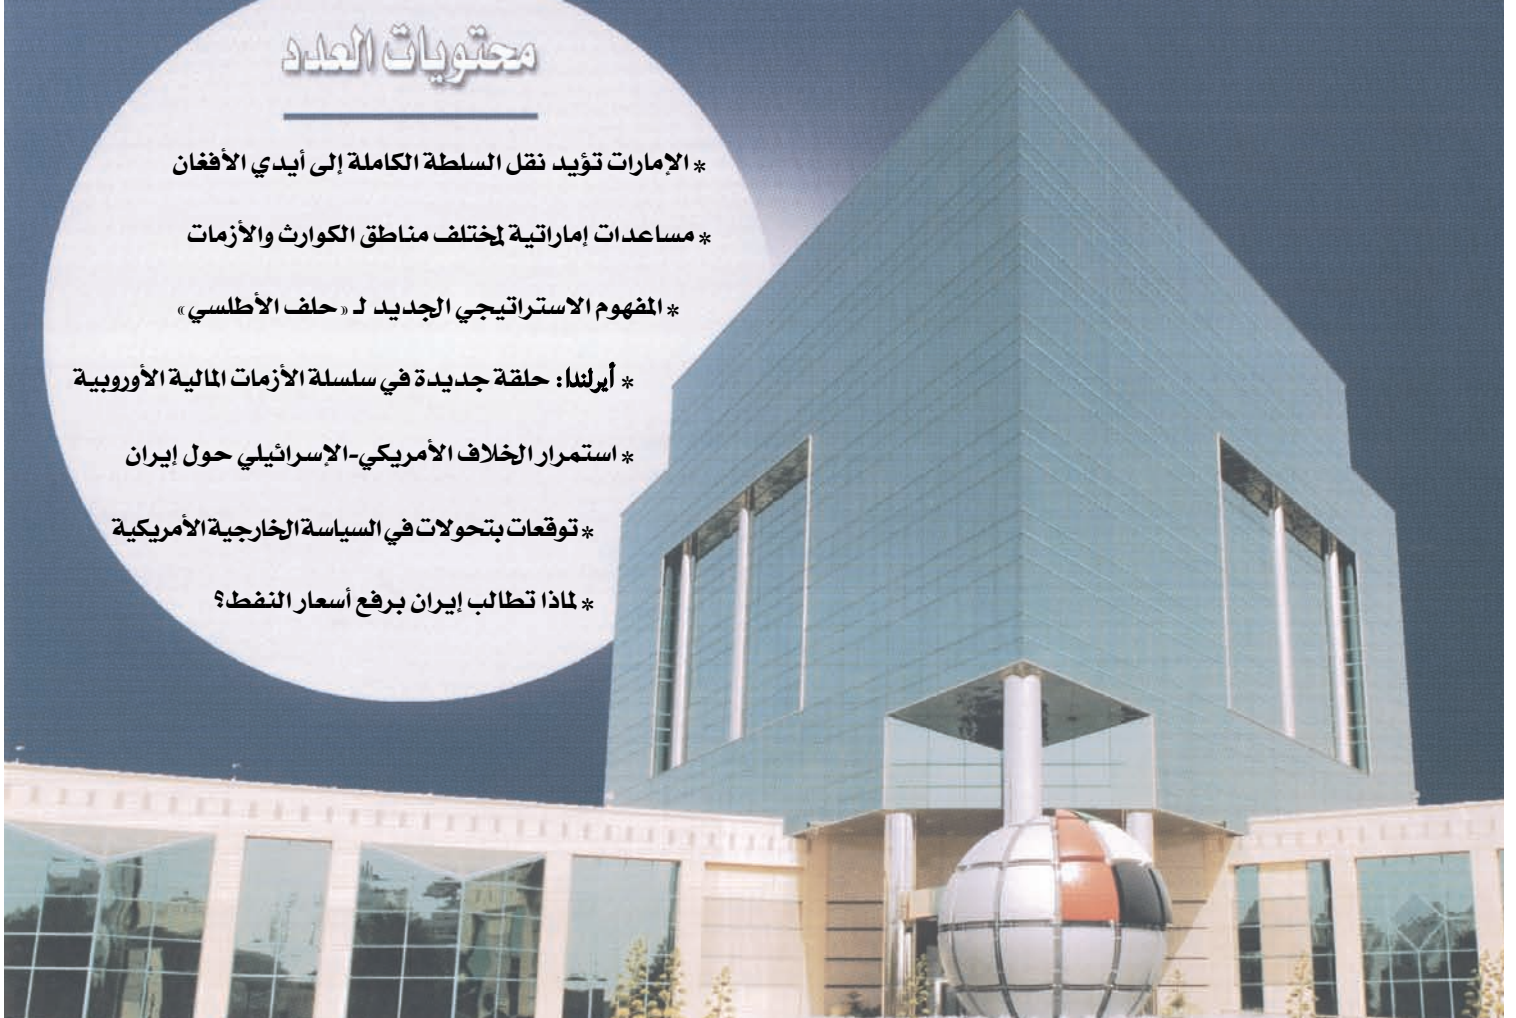 محتويات العدد
* الإمارات تؤيد نقل السلطة الكاملة إلى أيدي الأفغان
* مساعدات إماراتية لمختلف مناطق الكوارث والأزمات
* المفهوم الاستراتيجي الجديد لـ «حلف الأطلسي»
* أيرلندا: حلقة جديدة في سلسلة الأزمات المالية الأوروبية
* استمرار الخلاف الأمريكي-الإسرائيلي حول إيران
* توقعات بتحولات في السياسة الخارجية الأمريكية
* لماذا تطالب إيران برفع أسعار النفط؟